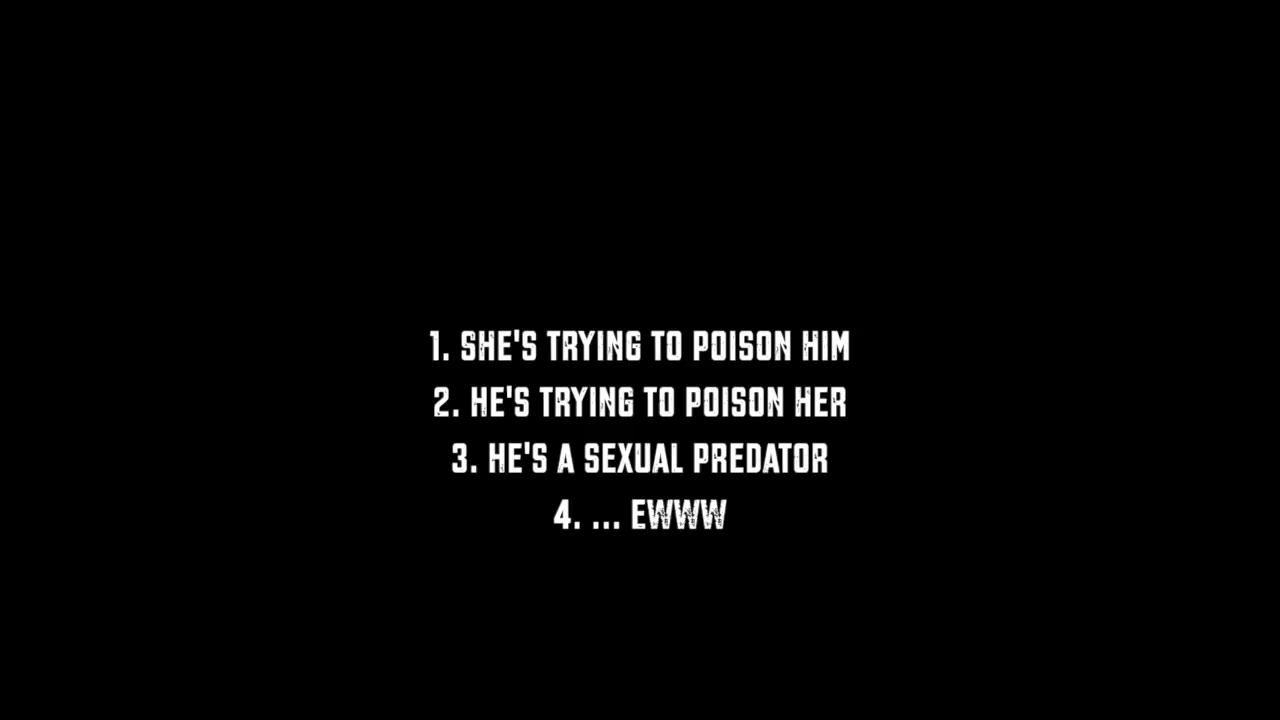 1. SHE'S TRYING TO POISON HIM
2. HE'S TRYING TO POISON HER
3. HE'S A SEXUAL PREDATOR
4. ... EWWW